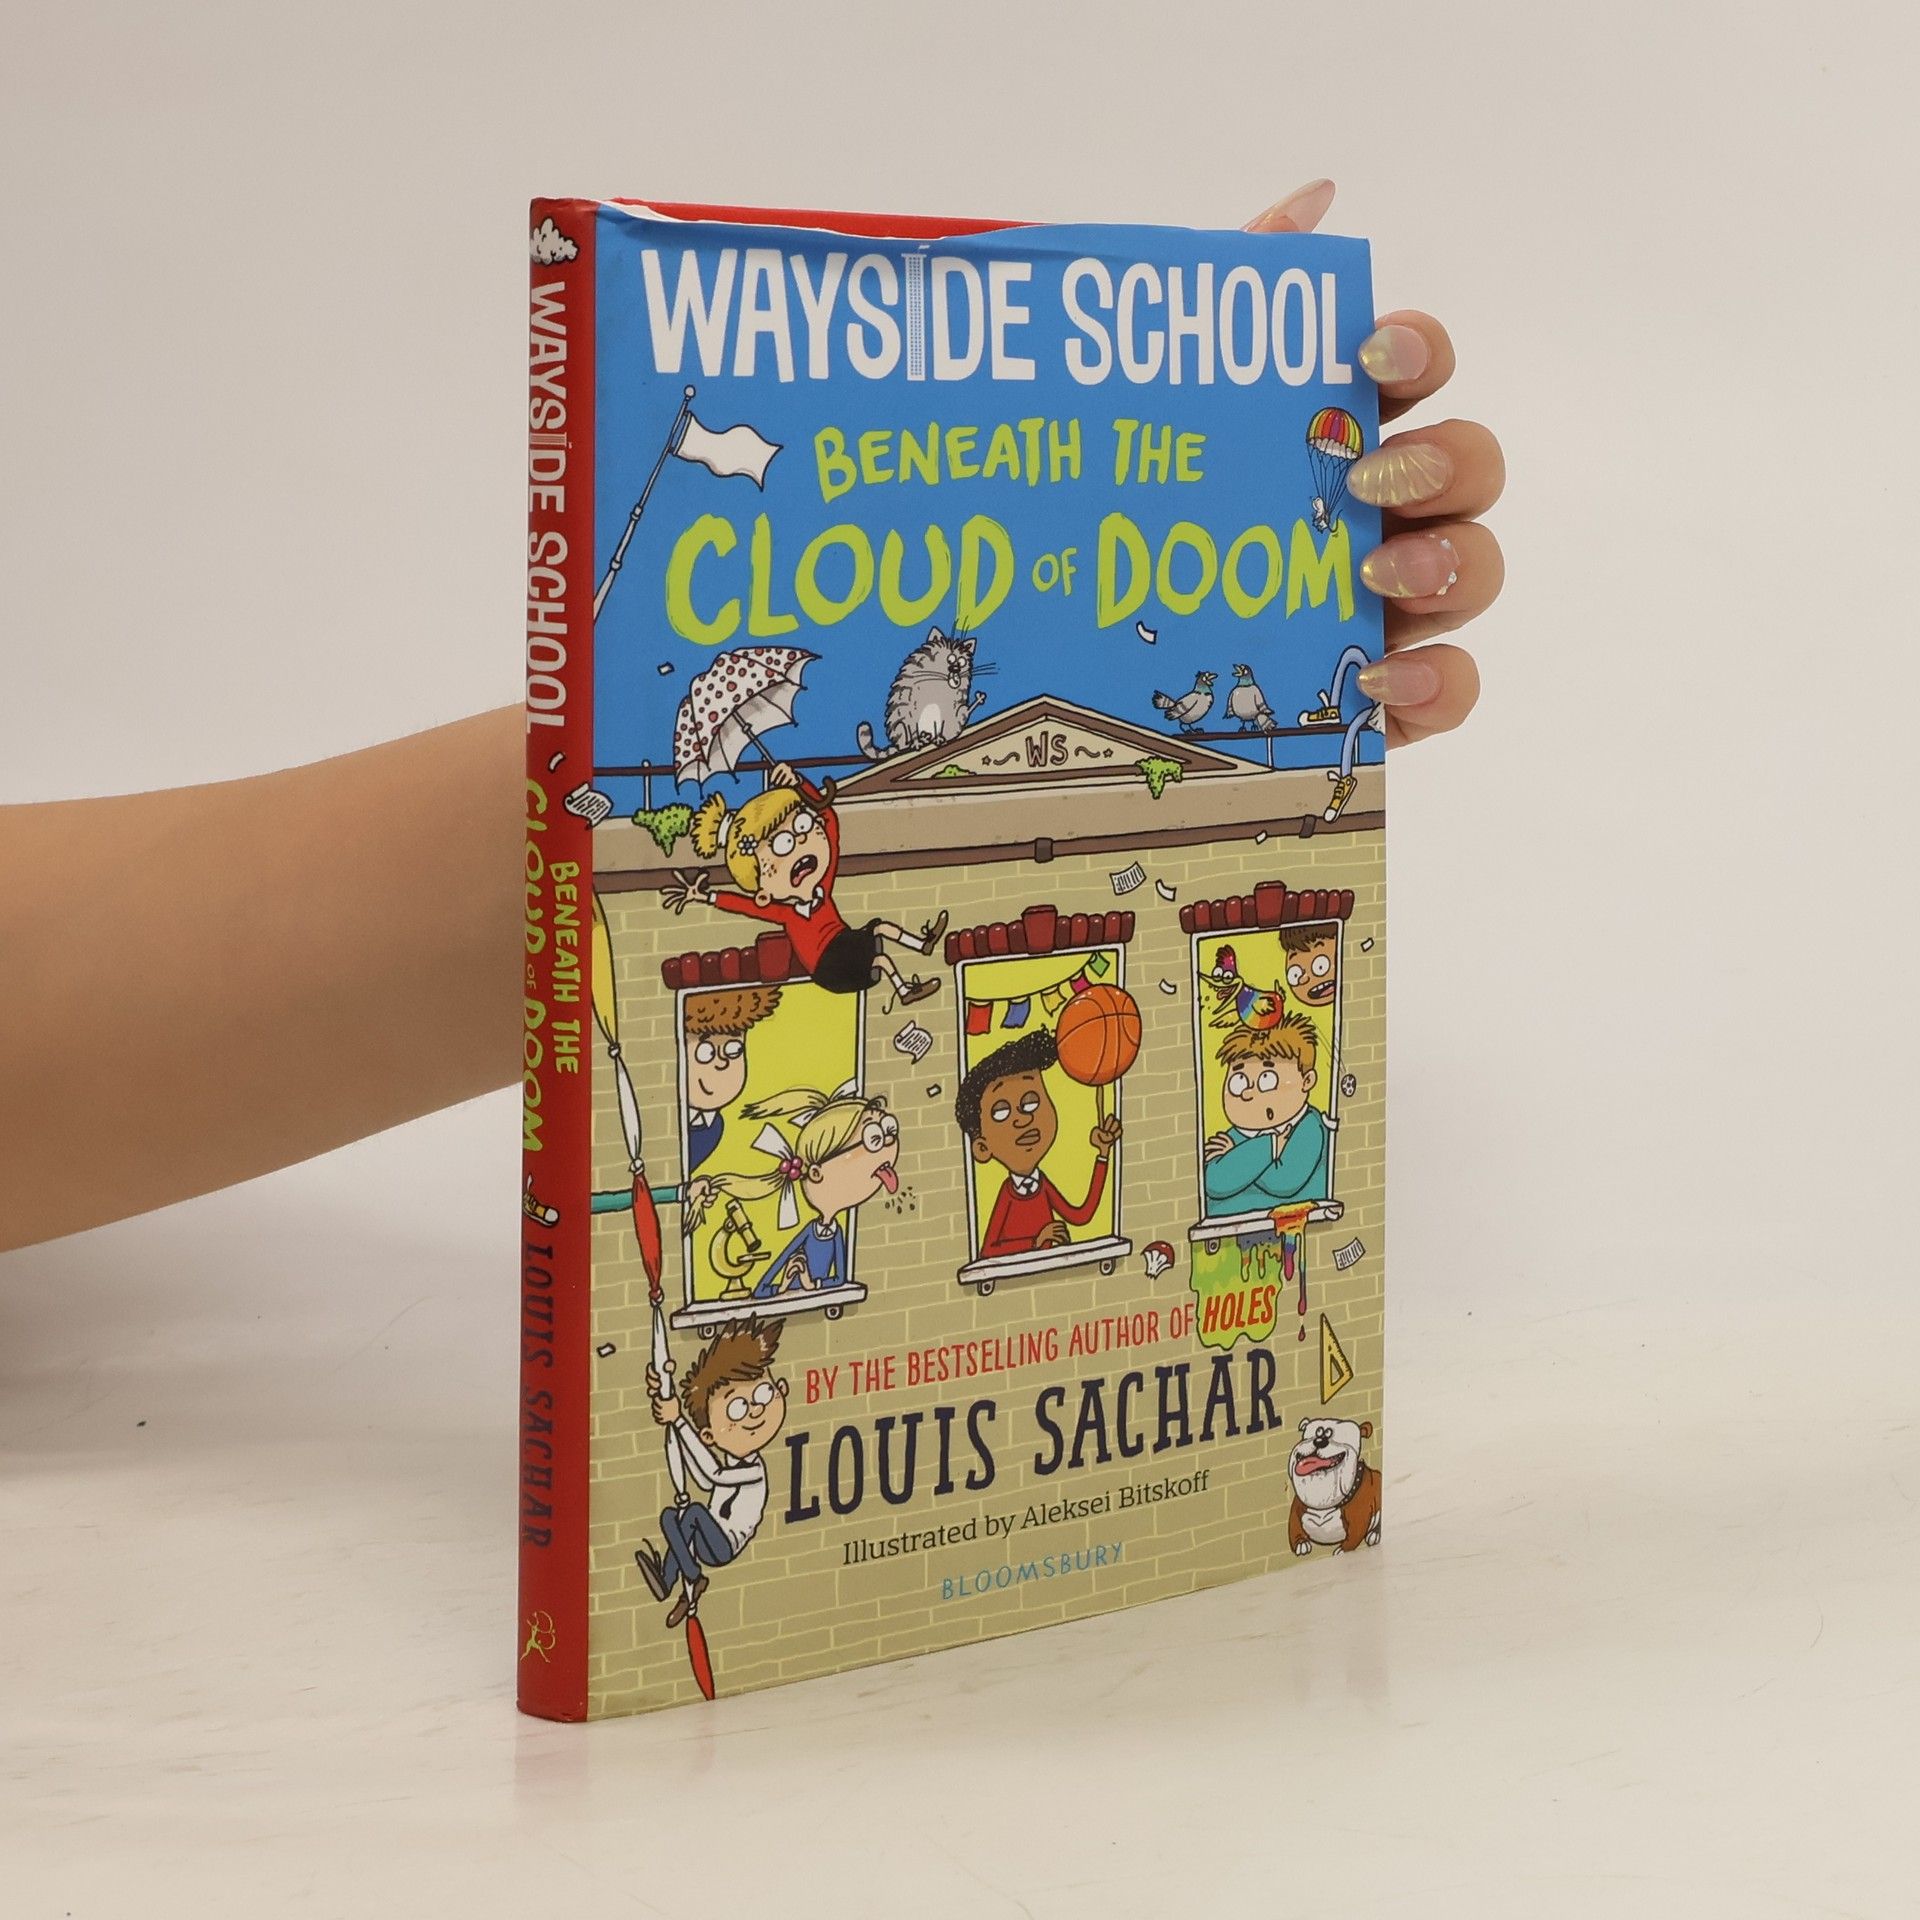 WAYSIDE SCHOOL
BENEATH THE
CLOUD OF DOOM
WS
BY THE BESTSELLING AUTHOR OF HOLES
LOUIS SACHAR
Illustrated by Aleksei Bitskoff
BLOOMSBURY
WAYSIDE SCHOOL
BENEATH THE
CLOUD OF DOOM
LOUIS SACHAR